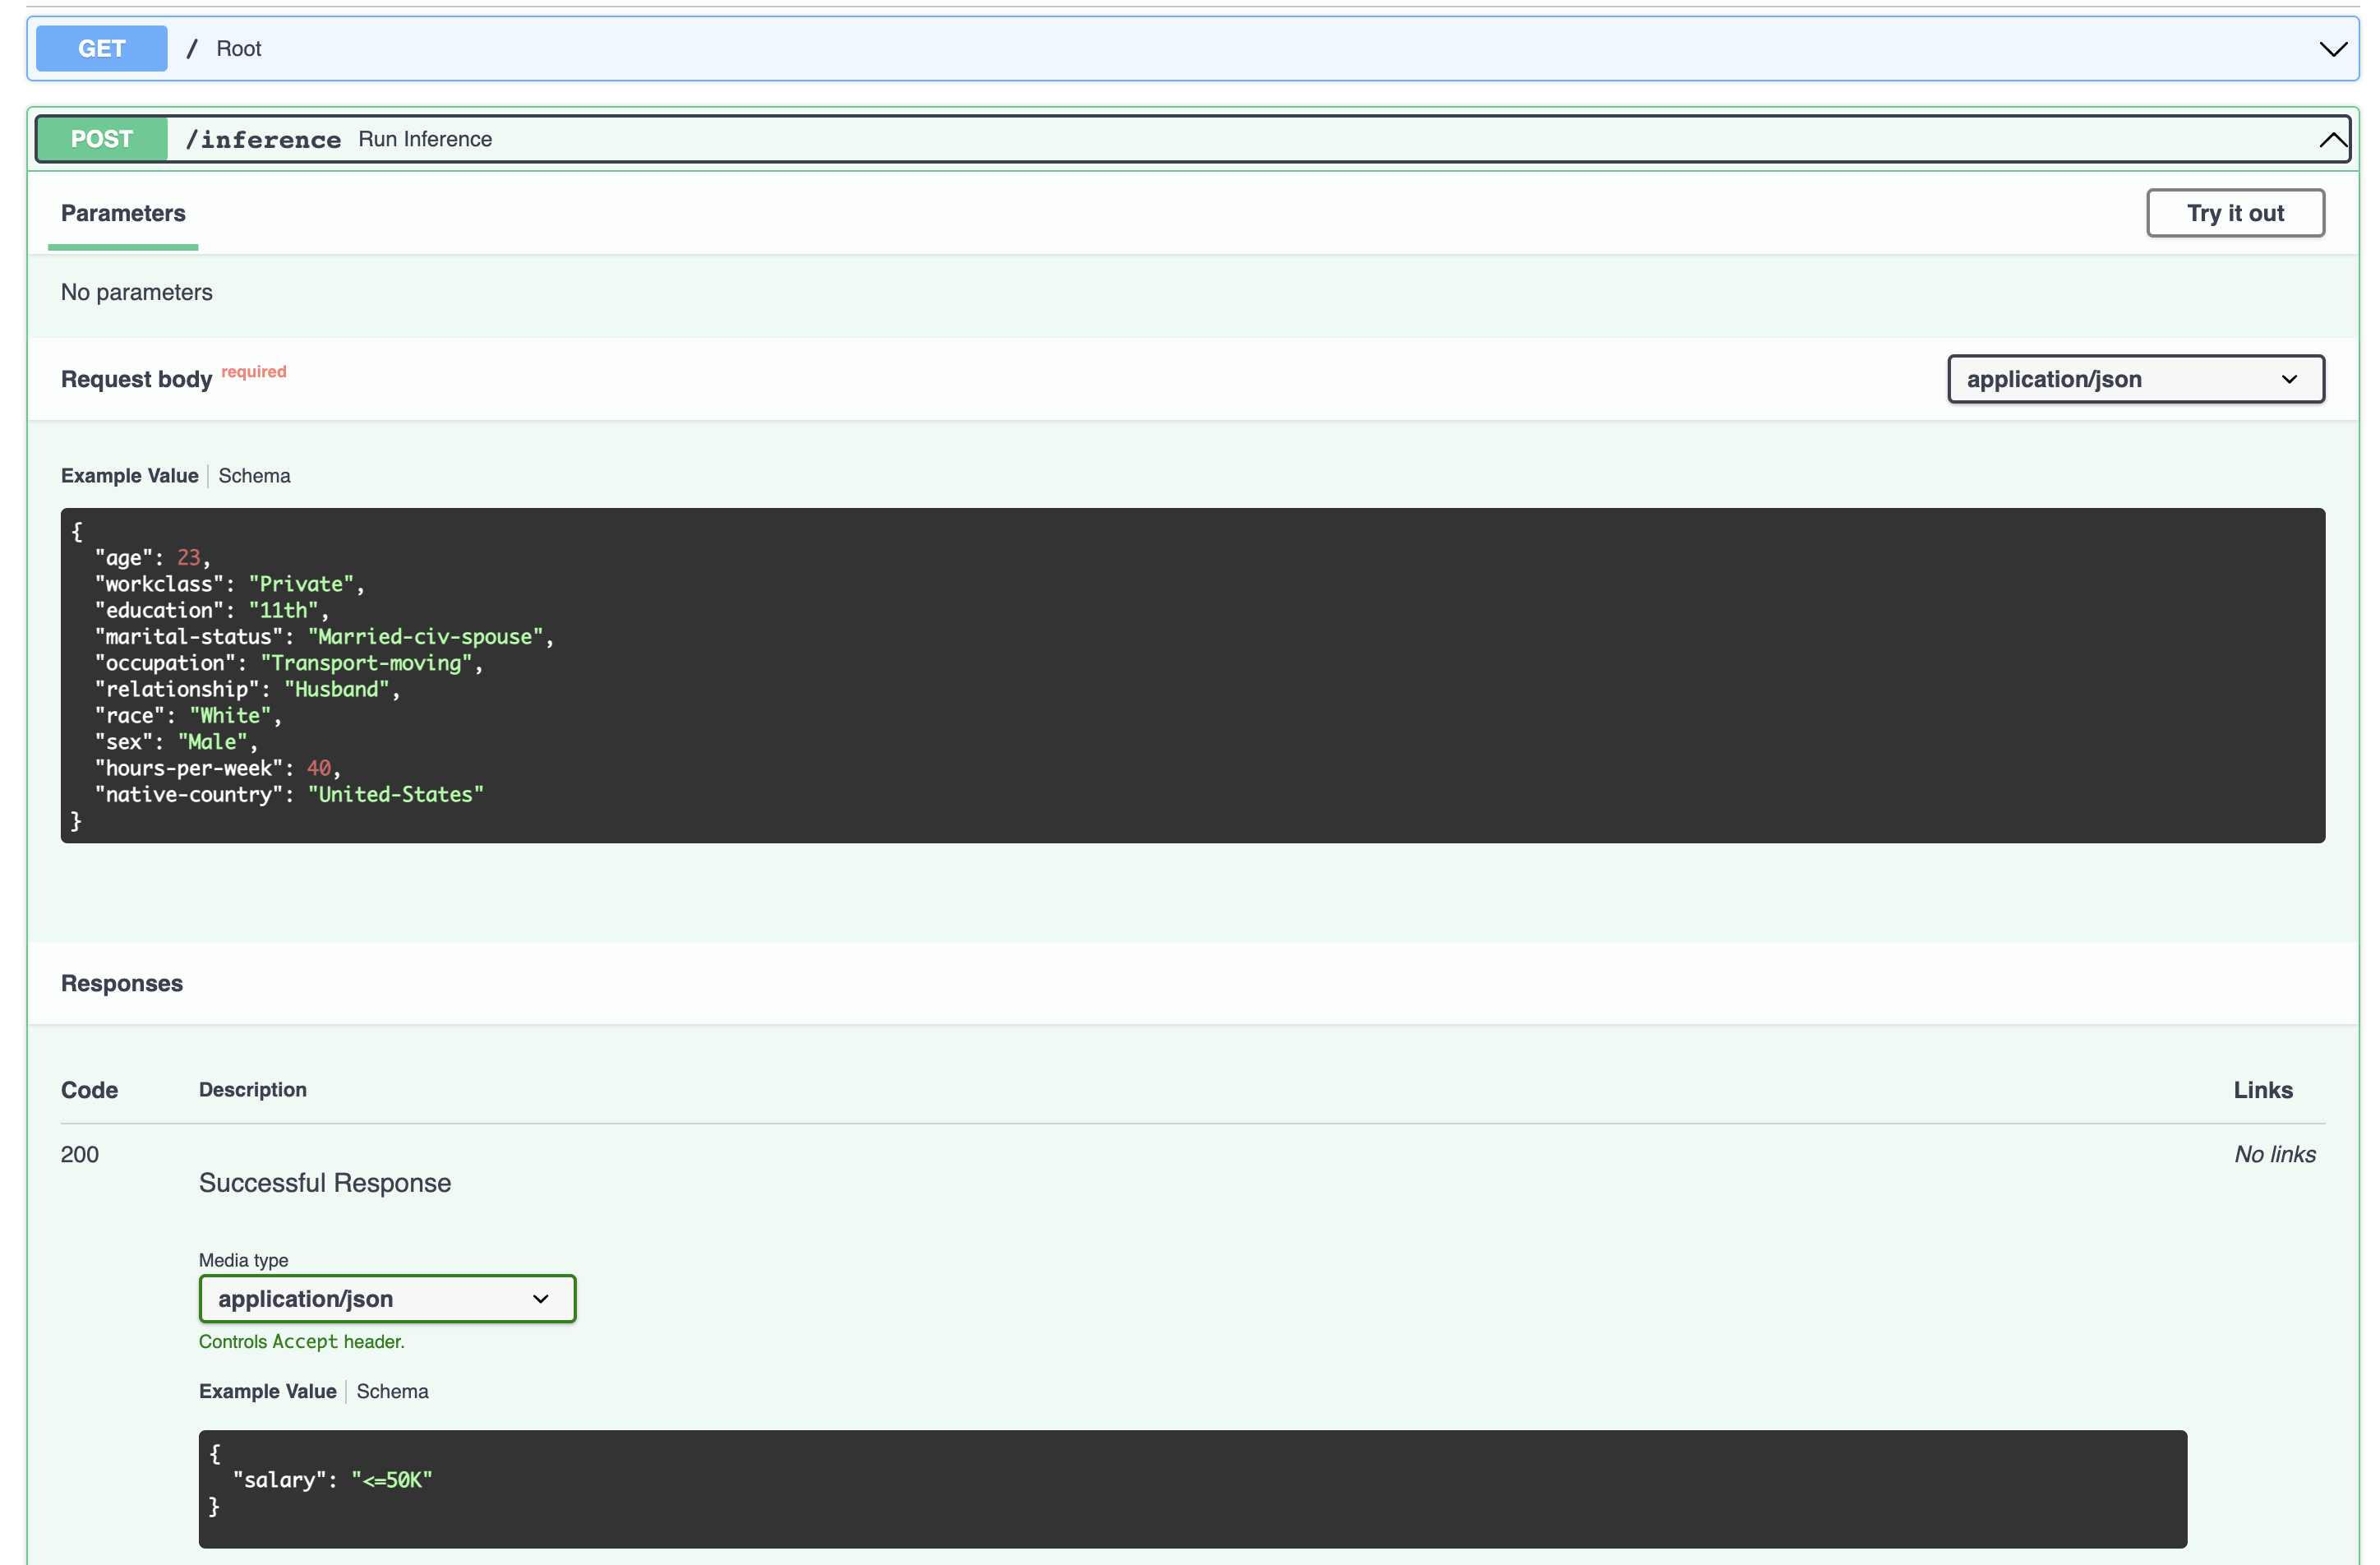 GET / Root
POST /inference Run Inference
Parameters
Try it out
No parameters
Request body required
application/json
Example Value Schema
{
"age": 23,
"workclass": "Private",
"education": "11th",
"marital-status": "Married-civ-spouse",
"occupation": "Transport-moving",
"relationship": "Husband",
"race": "White",
"sex": "Male",
"hours-per-week": 40,
"native-country": "United-States"
}
Responses
Code Description Links
200 No links
Successful Response
Media type
application/json
Controls Accept header.
Example Value Schema
{
"salary": "<=50K"
}